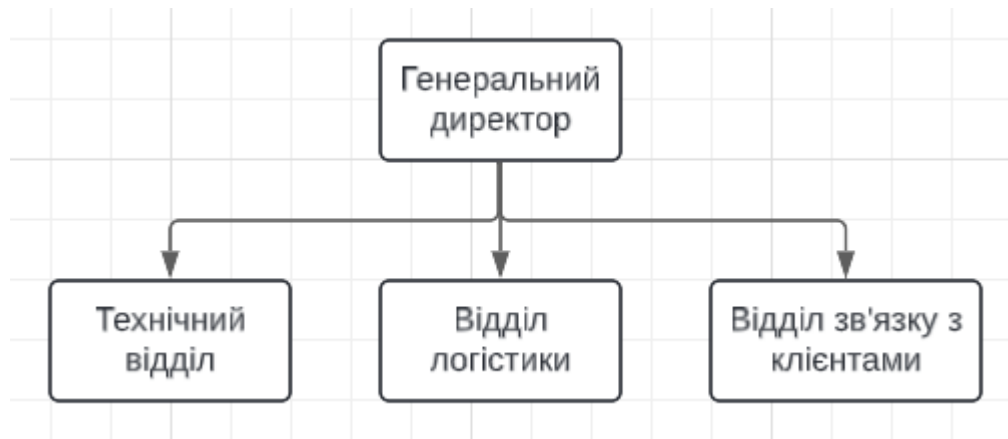 Генеральний
директор
Технічний
відділ
Відділ
логістики
Відділ зв'язку з
клієнтами